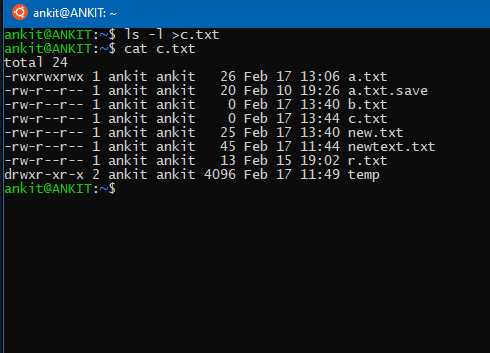 ankit@ANKIT: ~
ankit@ANKIT:~$ ls -l >c.txt
ankit@ANKIT:~$ cat c.txt
total 24
-rwxrwxrwx 1 ankit ankit   26 Feb 17 13:06 a.txt
-rw-r--r-- 1 ankit ankit   20 Feb 10 19:26 a.txt.save
-rw-r--r-- 1 ankit ankit    0 Feb 17 13:40 b.txt
-rw-r--r-- 1 ankit ankit    0 Feb 17 13:44 c.txt
-rw-r--r-- 1 ankit ankit   25 Feb 17 13:40 new.txt
-rw-r--r-- 1 ankit ankit   45 Feb 17 11:44 newtext.txt
-rw-r--r-- 1 ankit ankit   13 Feb 15 19:02 r.txt
drwxr-xr-x 2 ankit ankit 4096 Feb 17 11:49 temp
ankit@ANKIT:~$